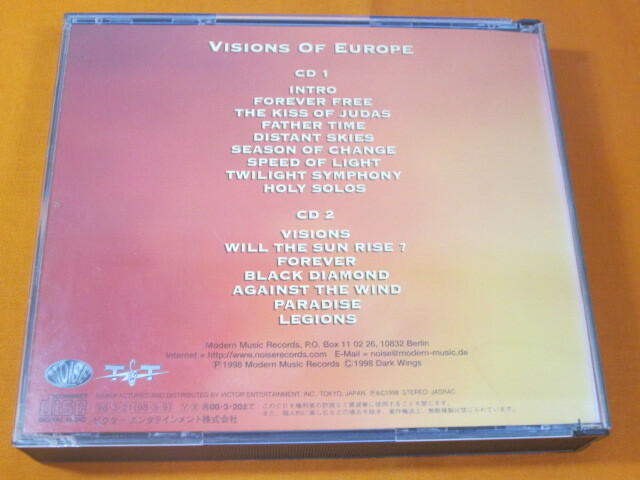 VISIONS OF EUROPE
CD 1
INTRO
FOREVER FREE
THE KISS OF JUDAS
FATHER TIME
DISTANT SKIES
SEASON OF CHANGE
SPEED OF LIGHT
TWILIGHT SYMPHONY
HOLY SOLOS
CD 2
VISIONS
WILL THE SUN RISE ?
FOREVER
BLACK DIAMOND
AGAINST THE WIND
PARADISE
LEGIONS
Modern Music Records, P.O. Box 11 02 26, 10832 Berlin
Internet = http://www.noiserecords.com E-Mail = noise@modern-music.de
Ⓟ1998 Modern Music Records ©1998 Dark Wings
NOISE T&T
MANUFACTURED AND DISTRIBUTED BY VICTOR ENTERTAINMENT, INC., TOKYO, JAPAN. Ⓟ&©1998 STEREO JASRAC
COMPACT
disc
DIGITAL AUDIO
ビクター エンタテインメント株式会社